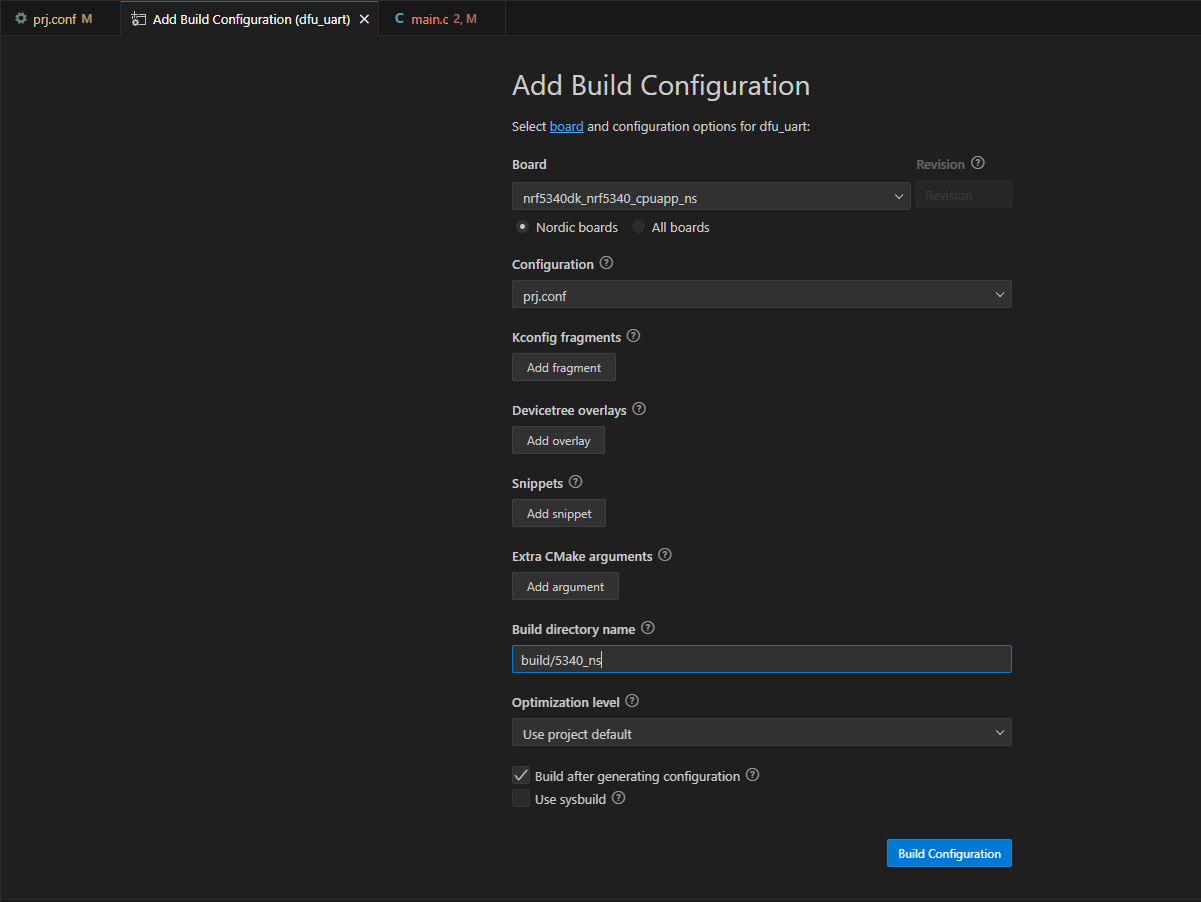 prj.conf M
Add Build Configuration (dfu_uart)
C main.c 2, M
Add Build Configuration
Select board and configuration options for dfu_uart:
Board
Revision
nrf5340dk_nrf5340_cpuapp_ns
Revision
Nordic boards
All boards
Configuration
prj.conf
Kconfig fragments
Add fragment
Devicetree overlays
Add overlay
Snippets
Add snippet
Extra CMake arguments
Add argument
Build directory name
build/5340_ns
Optimization level
Use project default
Build after generating configuration
Use sysbuild
Build Configuration